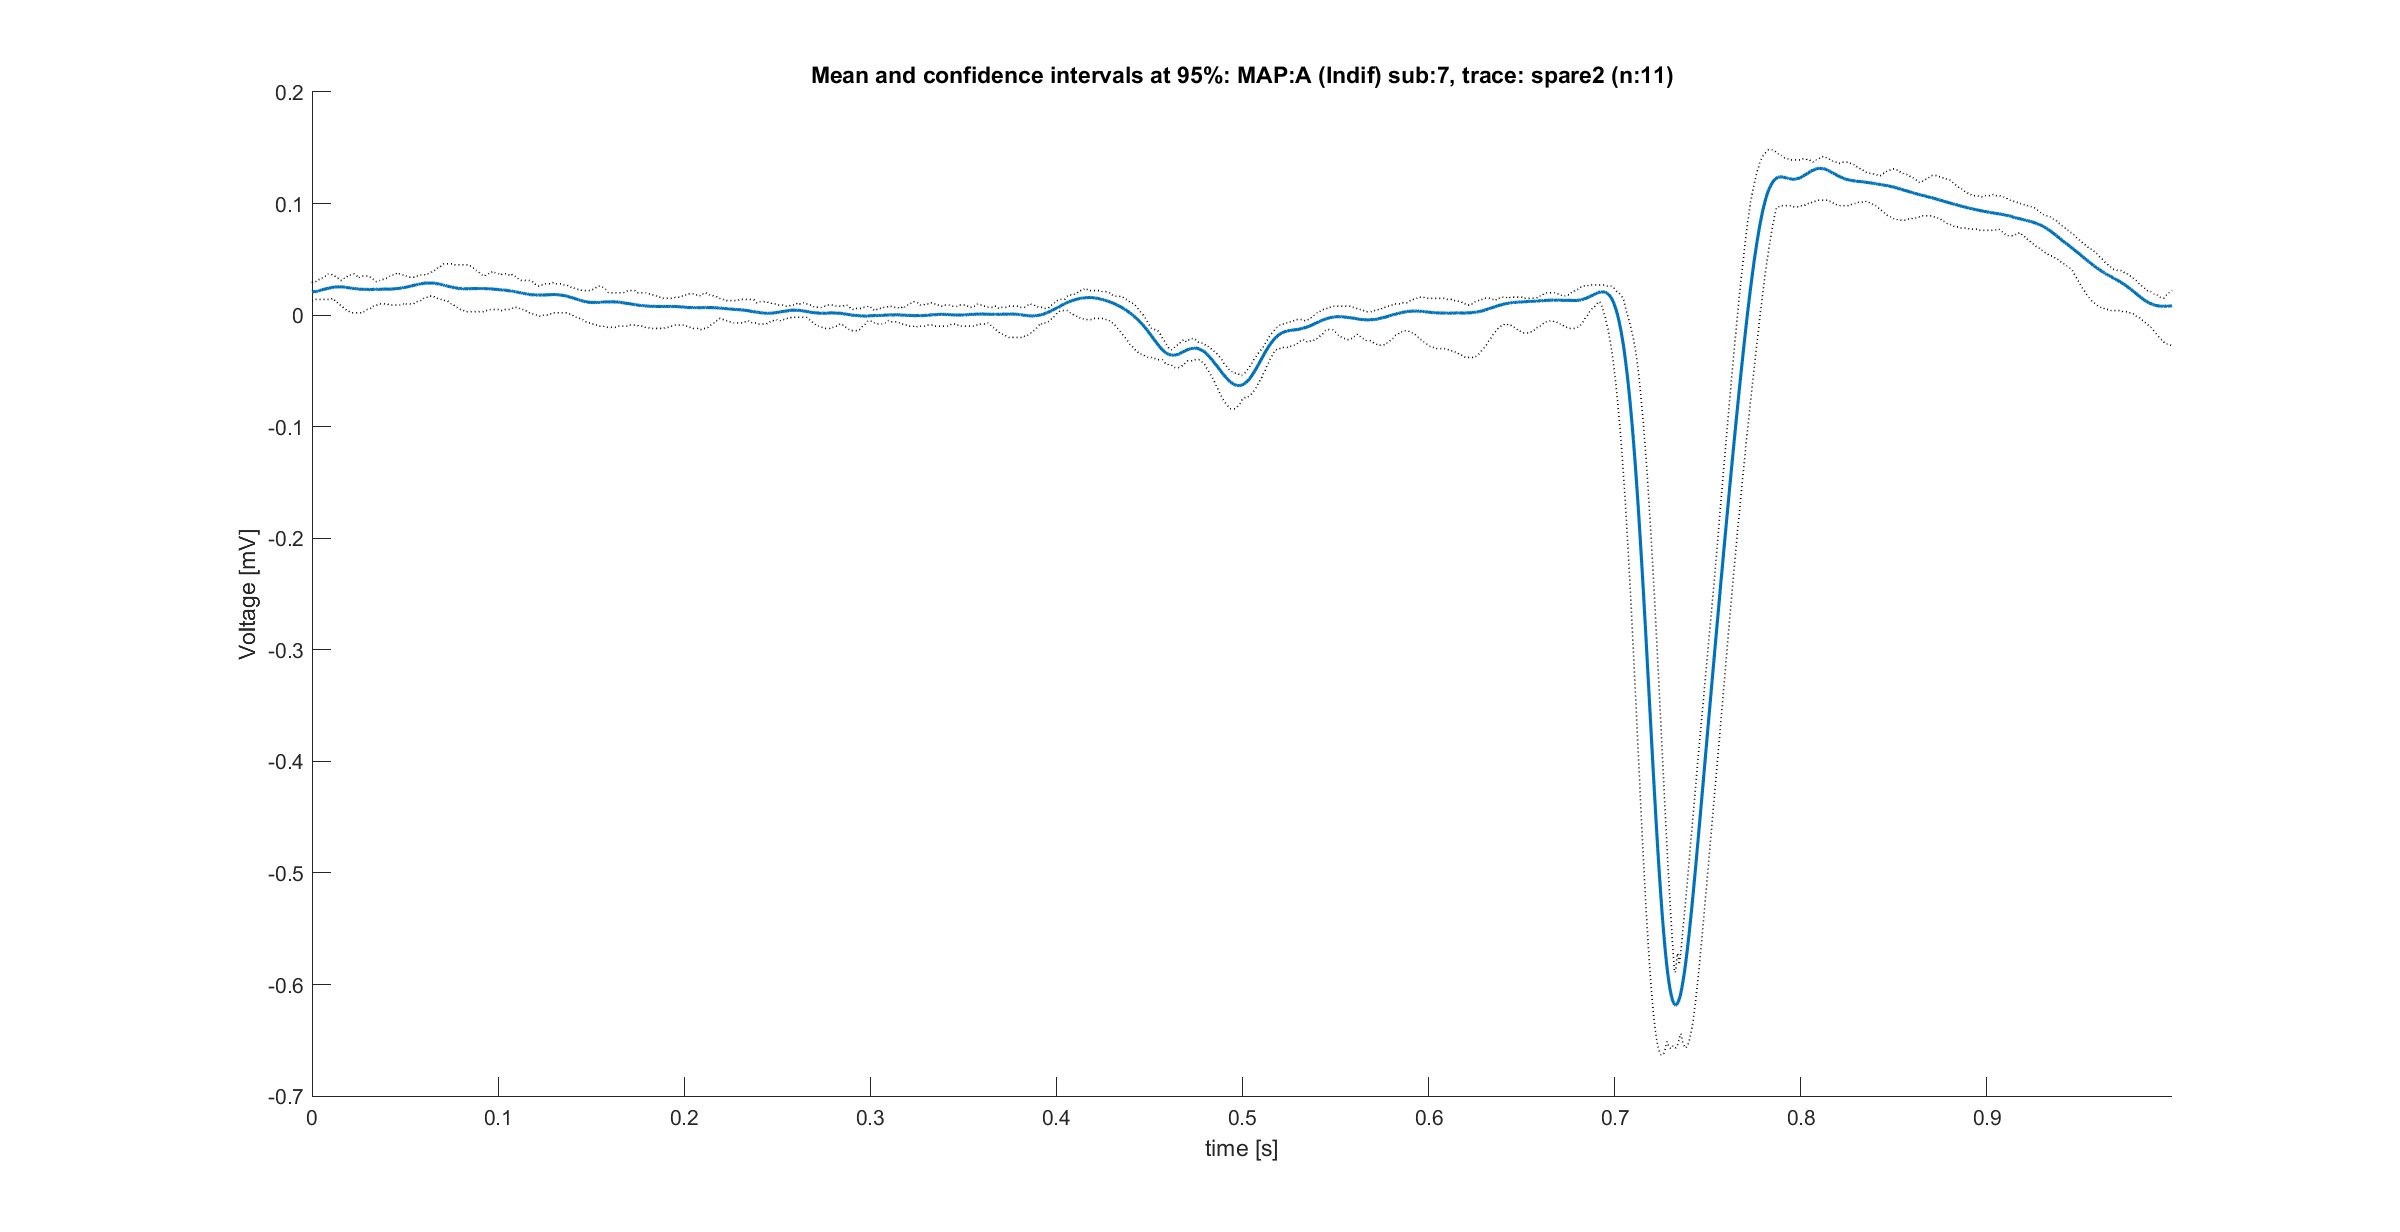 Mean and confidence intervals at 95%: MAP:A (Indif) sub:7, trace: spare2 (n:11)
0.2
0.1
0
-0.1
-0.2
-0.3
-0.4
-0.5
-0.6
-0.7
Voltage [mV]
0 0.1 0.2 0.3 0.4 0.5 0.6 0.7 0.8 0.9
time [s]